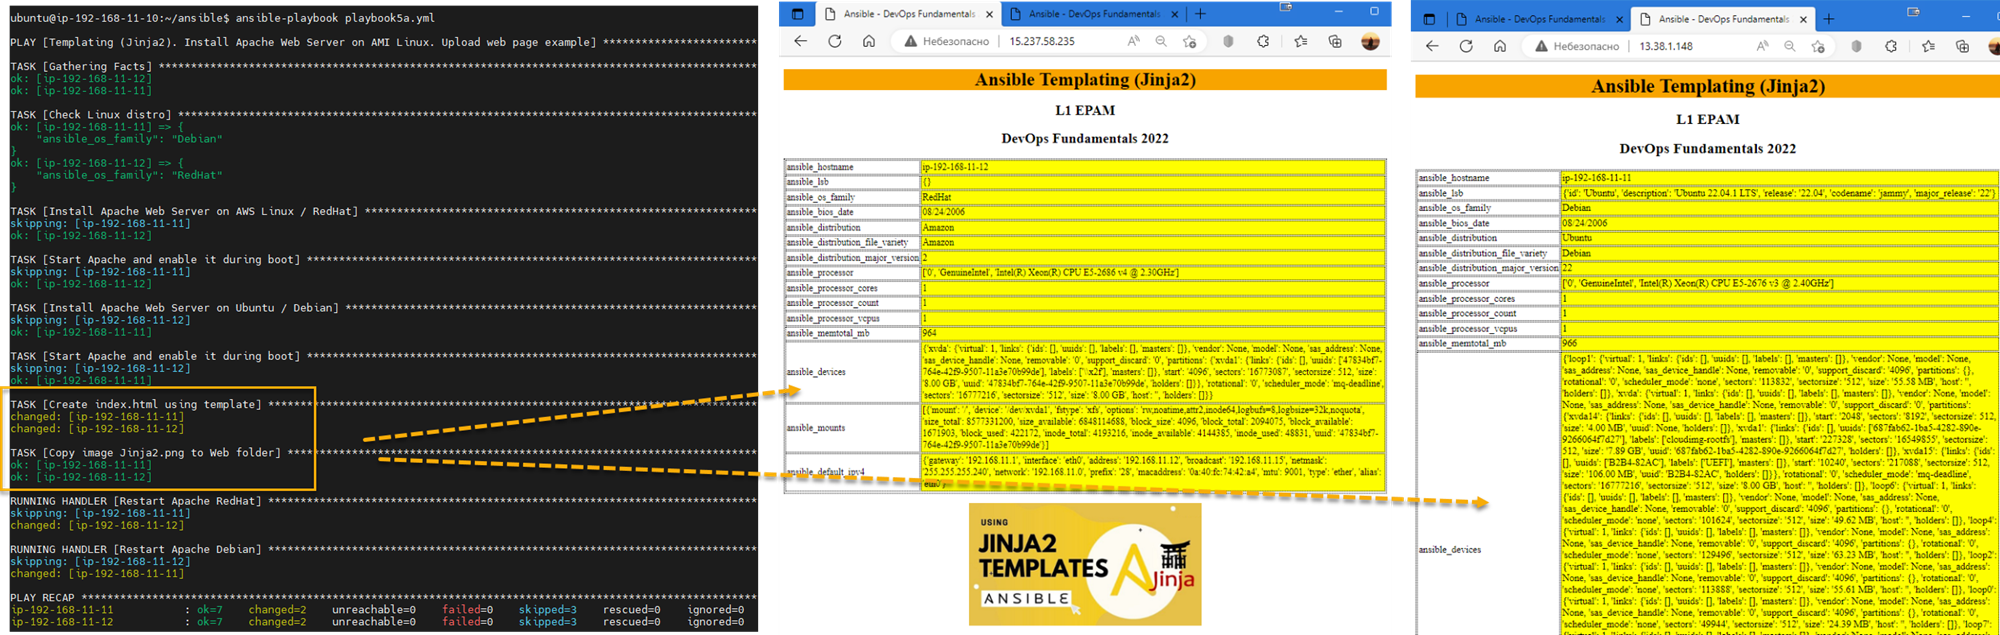 ubuntu@ip-192-168-11-10:~/ansible$ ansible-playbook playbook5a.yml
PLAY [Templating (Jinja2). Install Apache Web Server on AMI Linux. Upload web page example] ************************
TASK [Gathering Facts] ************************
ok: [ip-192-168-11-12]
ok: [ip-192-168-11-11]
TASK [Check Linux distro] ************************
ok: [ip-192-168-11-11] => {
    "ansible_os_family": "Debian"
}
ok: [ip-192-168-11-12] => {
    "ansible_os_family": "RedHat"
}
TASK [Install Apache Web Server on AWS Linux / RedHat] ************************
skipping: [ip-192-168-11-11]
ok: [ip-192-168-11-12]
TASK [Start Apache and enable it during boot] ************************
skipping: [ip-192-168-11-11]
ok: [ip-192-168-11-12]
TASK [Install Apache Web Server on Ubuntu / Debian] ************************
skipping: [ip-192-168-11-12]
ok: [ip-192-168-11-11]
TASK [Start Apache and enable it during boot] ************************
skipping: [ip-192-168-11-12]
ok: [ip-192-168-11-11]
TASK [Create index.html using template] ************************
changed: [ip-192-168-11-11]
changed: [ip-192-168-11-12]
TASK [Copy image Jinja2.png to Web folder] ************************
ok: [ip-192-168-11-11]
ok: [ip-192-168-11-12]
RUNNING HANDLER [Restart Apache RedHat] ************************
skipping: [ip-192-168-11-11]
changed: [ip-192-168-11-12]
RUNNING HANDLER [Restart Apache Debian] ************************
skipping: [ip-192-168-11-12]
changed: [ip-192-168-11-11]
PLAY RECAP ************************
ip-192-168-11-11 : ok=7 changed=2 unreachable=0 failed=0 skipped=3 rescued=0 ignored=0
ip-192-168-11-12 : ok=7 changed=2 unreachable=0 failed=0 skipped=3 rescued=0 ignored=0
Ansible - DevOps Fundamentals
Ansible - DevOps Fundamentals
Небезопасно 15.237.58.235
Ansible Templating (Jinja2)
L1 EPAM
DevOps Fundamentals 2022
ansible_hostname ip-192-168-11-12
ansible_lsb {}
ansible_os_family RedHat
ansible_bios_date 08/24/2006
ansible_distribution Amazon
ansible_distribution_file_variety Amazon
ansible_distribution_major_version 2
ansible_processor ['0', 'GenuineIntel', 'Intel(R) Xeon(R) CPU E5-2686 v4 @ 2.30GHz']
ansible_processor_cores 1
ansible_processor_count 1
ansible_processor_vcpus 1
ansible_memtotal_mb 964
ansible_devices
{'xvda': {'virtual': 1, 'links': {'ids': [], 'uuids': [], 'labels': [], 'masters': []}, 'vendor': None, 'model': None, 'sas_address': None,
'sas_device_handle': None, 'removable': '0', 'support_discard': '0', 'partitions': {'xvda1': {'links': {'ids': [], 'uuids': ['47834bf7-
764e-42f9-9507-11a3e70b99de'], 'labels': ['\\x2f'], 'masters': []}, 'start': '4096', 'sectors': '16773087', 'sectorsize': 512, 'size':
'8.00 GB', 'uuid': '47834bf7-764e-42f9-9507-11a3e70b99de', 'holders': []}}, 'rotational': '0', 'scheduler_mode': 'mq-deadline',
'sectors': '16777216', 'sectorsize': '512', 'size': '8.00 GB', 'host': '', 'holders': []}}
ansible_mounts
[{'mount': '/', 'device': '/dev/xvda1', 'fstype': 'xfs', 'options': 'rw,noatime,attr2,inode64,logbufs=8,logbsize=32k,noquota',
'size_total': 8577331200, 'size_available': 6848114688, 'block_size': 4096, 'block_total': 2094075, 'block_available':
1671903, 'block_used': 422172, 'inode_total': 4193216, 'inode_available': 4144385, 'inode_used': 48831, 'uuid': '47834bf7-
764e-42f9-9507-11a3e70b99de'}]
ansible_default_ipv4
{'gateway': '192.168.11.1', 'interface': 'eth0', 'address': '192.168.11.12', 'broadcast': '192.168.11.15', 'netmask':
'255.255.255.240', 'network': '192.168.11.0', 'prefix': '28', 'macaddress': '0a:40:fc:74:42:a4', 'mtu': 9001, 'type': 'ether', 'alias':
'eth0'}
USING
JINJA2
TEMPLATES
ANSIBLE
A
Jinja
Ansible - DevOps Fundamentals
Ansible - DevOps Fundamentals
Небезопасно 13.38.1.148
Ansible Templating (Jinja2)
L1 EPAM
DevOps Fundamentals 2022
ansible_hostname ip-192-168-11-11
ansible_lsb {'id': 'Ubuntu', 'description': 'Ubuntu 22.04.1 LTS', 'release': '22.04', 'codename': 'jammy', 'major_release': '22'}
ansible_os_family Debian
ansible_bios_date 08/24/2006
ansible_distribution Ubuntu
ansible_distribution_file_variety Debian
ansible_distribution_major_version 22
ansible_processor ['0', 'GenuineIntel', 'Intel(R) Xeon(R) CPU E5-2676 v3 @ 2.40GHz']
ansible_processor_cores 1
ansible_processor_count 1
ansible_processor_vcpus 1
ansible_memtotal_mb 966
ansible_devices
{'loop1': {'virtual': 1, 'links': {'ids': [], 'uuids': [], 'labels': [], 'masters': []}, 'vendor': None, 'model': None,
'sas_address': None, 'sas_device_handle': None, 'removable': '0', 'support_discard': '4096', 'partitions': {},
'rotational': '0', 'scheduler_mode': 'none', 'sectors': '113832', 'sectorsize': '512', 'size': '55.58 MB', 'host': '',
'holders': []}, 'xvda': {'virtual': 1, 'links': {'ids': [], 'uuids': [], 'labels': [], 'masters': []}, 'vendor': None,
'model': None, 'sas_address': None, 'sas_device_handle': None, 'removable': '0', 'support_discard': '0', 'partitions':
{'xvda14': {'links': {'ids': [], 'uuids': [], 'labels': [], 'masters': []}, 'start': '2048', 'sectors': '8192', 'sectorsize': 512,
'size': '4.00 MB', 'uuid': None, 'holders': []}, 'xvda1': {'links': {'ids': [], 'uuids': ['687fab62-1ba5-4282-890e-
9266064f7d27'], 'labels': ['cloudimg-rootfs'], 'masters': []}, 'start': '227328', 'sectors': '16549855', 'sectorsize':
512, 'size': '7.89 GB', 'uuid': '687fab62-1ba5-4282-890e-9266064f7d27', 'holders': []}, 'xvda15': {'links': {'ids':
[], 'uuids': ['B2B4-82AC'], 'labels': ['UEFI'], 'masters': []}, 'start': '10240', 'sectors': '217088', 'sectorsize': 512,
'size': '106.00 MB', 'uuid': 'B2B4-82AC', 'holders': []}}, 'rotational': '0', 'scheduler_mode': 'mq-deadline',
'sectors': '16777216', 'sectorsize': '512', 'size': '8.00 GB', 'host': '', 'holders': []}, 'loop6': {'virtual': 1, 'links':
{'ids': [], 'uuids': [], 'labels': [], 'masters': []}, 'vendor': None, 'model': None, 'sas_address': None,
'sas_device_handle': None, 'removable': '0', 'support_discard': '4096', 'partitions': {}, 'rotational': '0',
'scheduler_mode': 'none', 'sectors': '101624', 'sectorsize': '512', 'size': '49.62 MB', 'host': '', 'holders': []}, 'loop4':
{'virtual': 1, 'links': {'ids': [], 'uuids': [], 'labels': [], 'masters': []}, 'vendor': None, 'model': None, 'sas_address':
None, 'sas_device_handle': None, 'removable': '0', 'support_discard': '4096', 'partitions': {}, 'rotational': '0',
'scheduler_mode': 'none', 'sectors': '129496', 'sectorsize': '512', 'size': '63.23 MB', 'host': '', 'holders': []}, 'loop2':
{'virtual': 1, 'links': {'ids': [], 'uuids': [], 'labels': [], 'masters': []}, 'vendor': None, 'model': None, 'sas_address':
None, 'sas_device_handle': None, 'removable': '0', 'support_discard': '4096', 'partitions': {}, 'rotational': '0',
'scheduler_mode': 'none', 'sectors': '113888', 'sectorsize': '512', 'size': '55.61 MB', 'host': '', 'holders': []}, 'loop0':
{'virtual': 1, 'links': {'ids': [], 'uuids': [], 'labels': [], 'masters': []}, 'vendor': None, 'model': None, 'sas_address':
None, 'sas_device_handle': None, 'removable': '0', 'support_discard': '4096', 'partitions': {}, 'rotational': '0',
'scheduler_mode': 'none', 'sectors': '49944', 'sectorsize': '512', 'size': '24.39 MB', 'host': '', 'holders': []}, 'loop7':